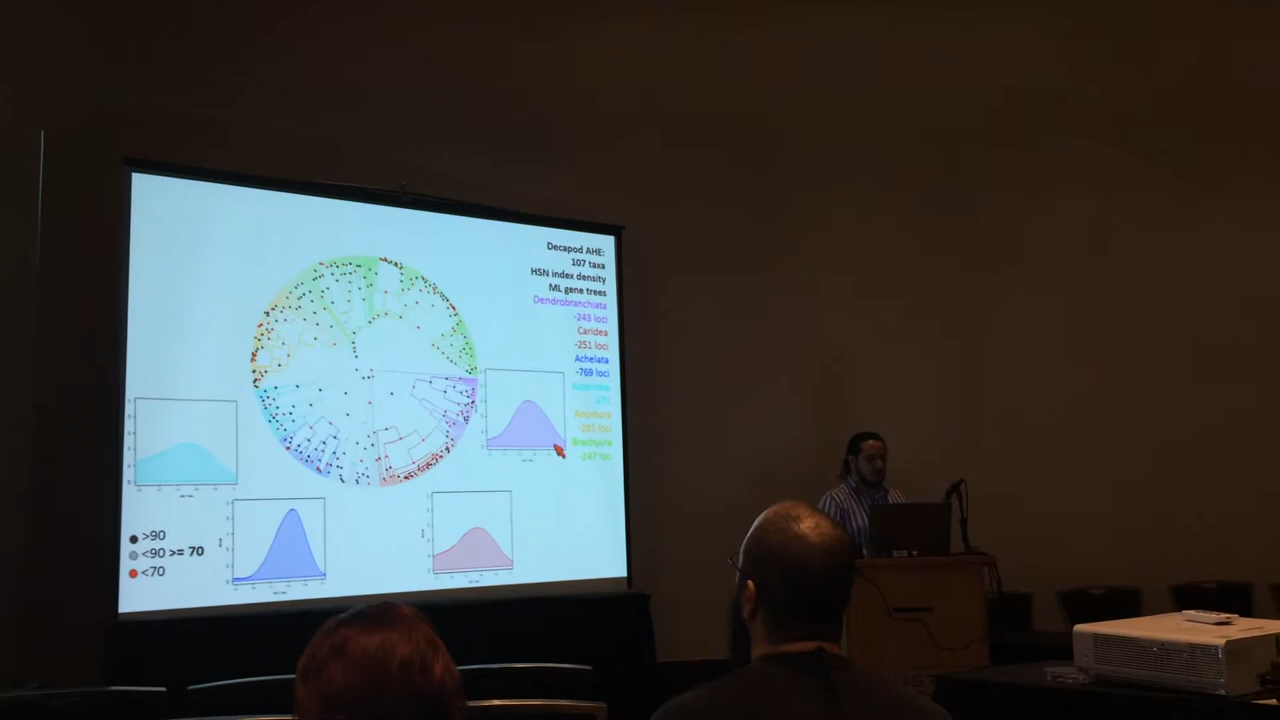 Decapod AHE:
107 taxa
HSN index density
ML gene trees
Dendrobranchiata
-243 loci
Caridea
-251 loci
Achelata
-769 loci
Anomura
Brachyura
-247 loci
>90
<90 >= 70
<70